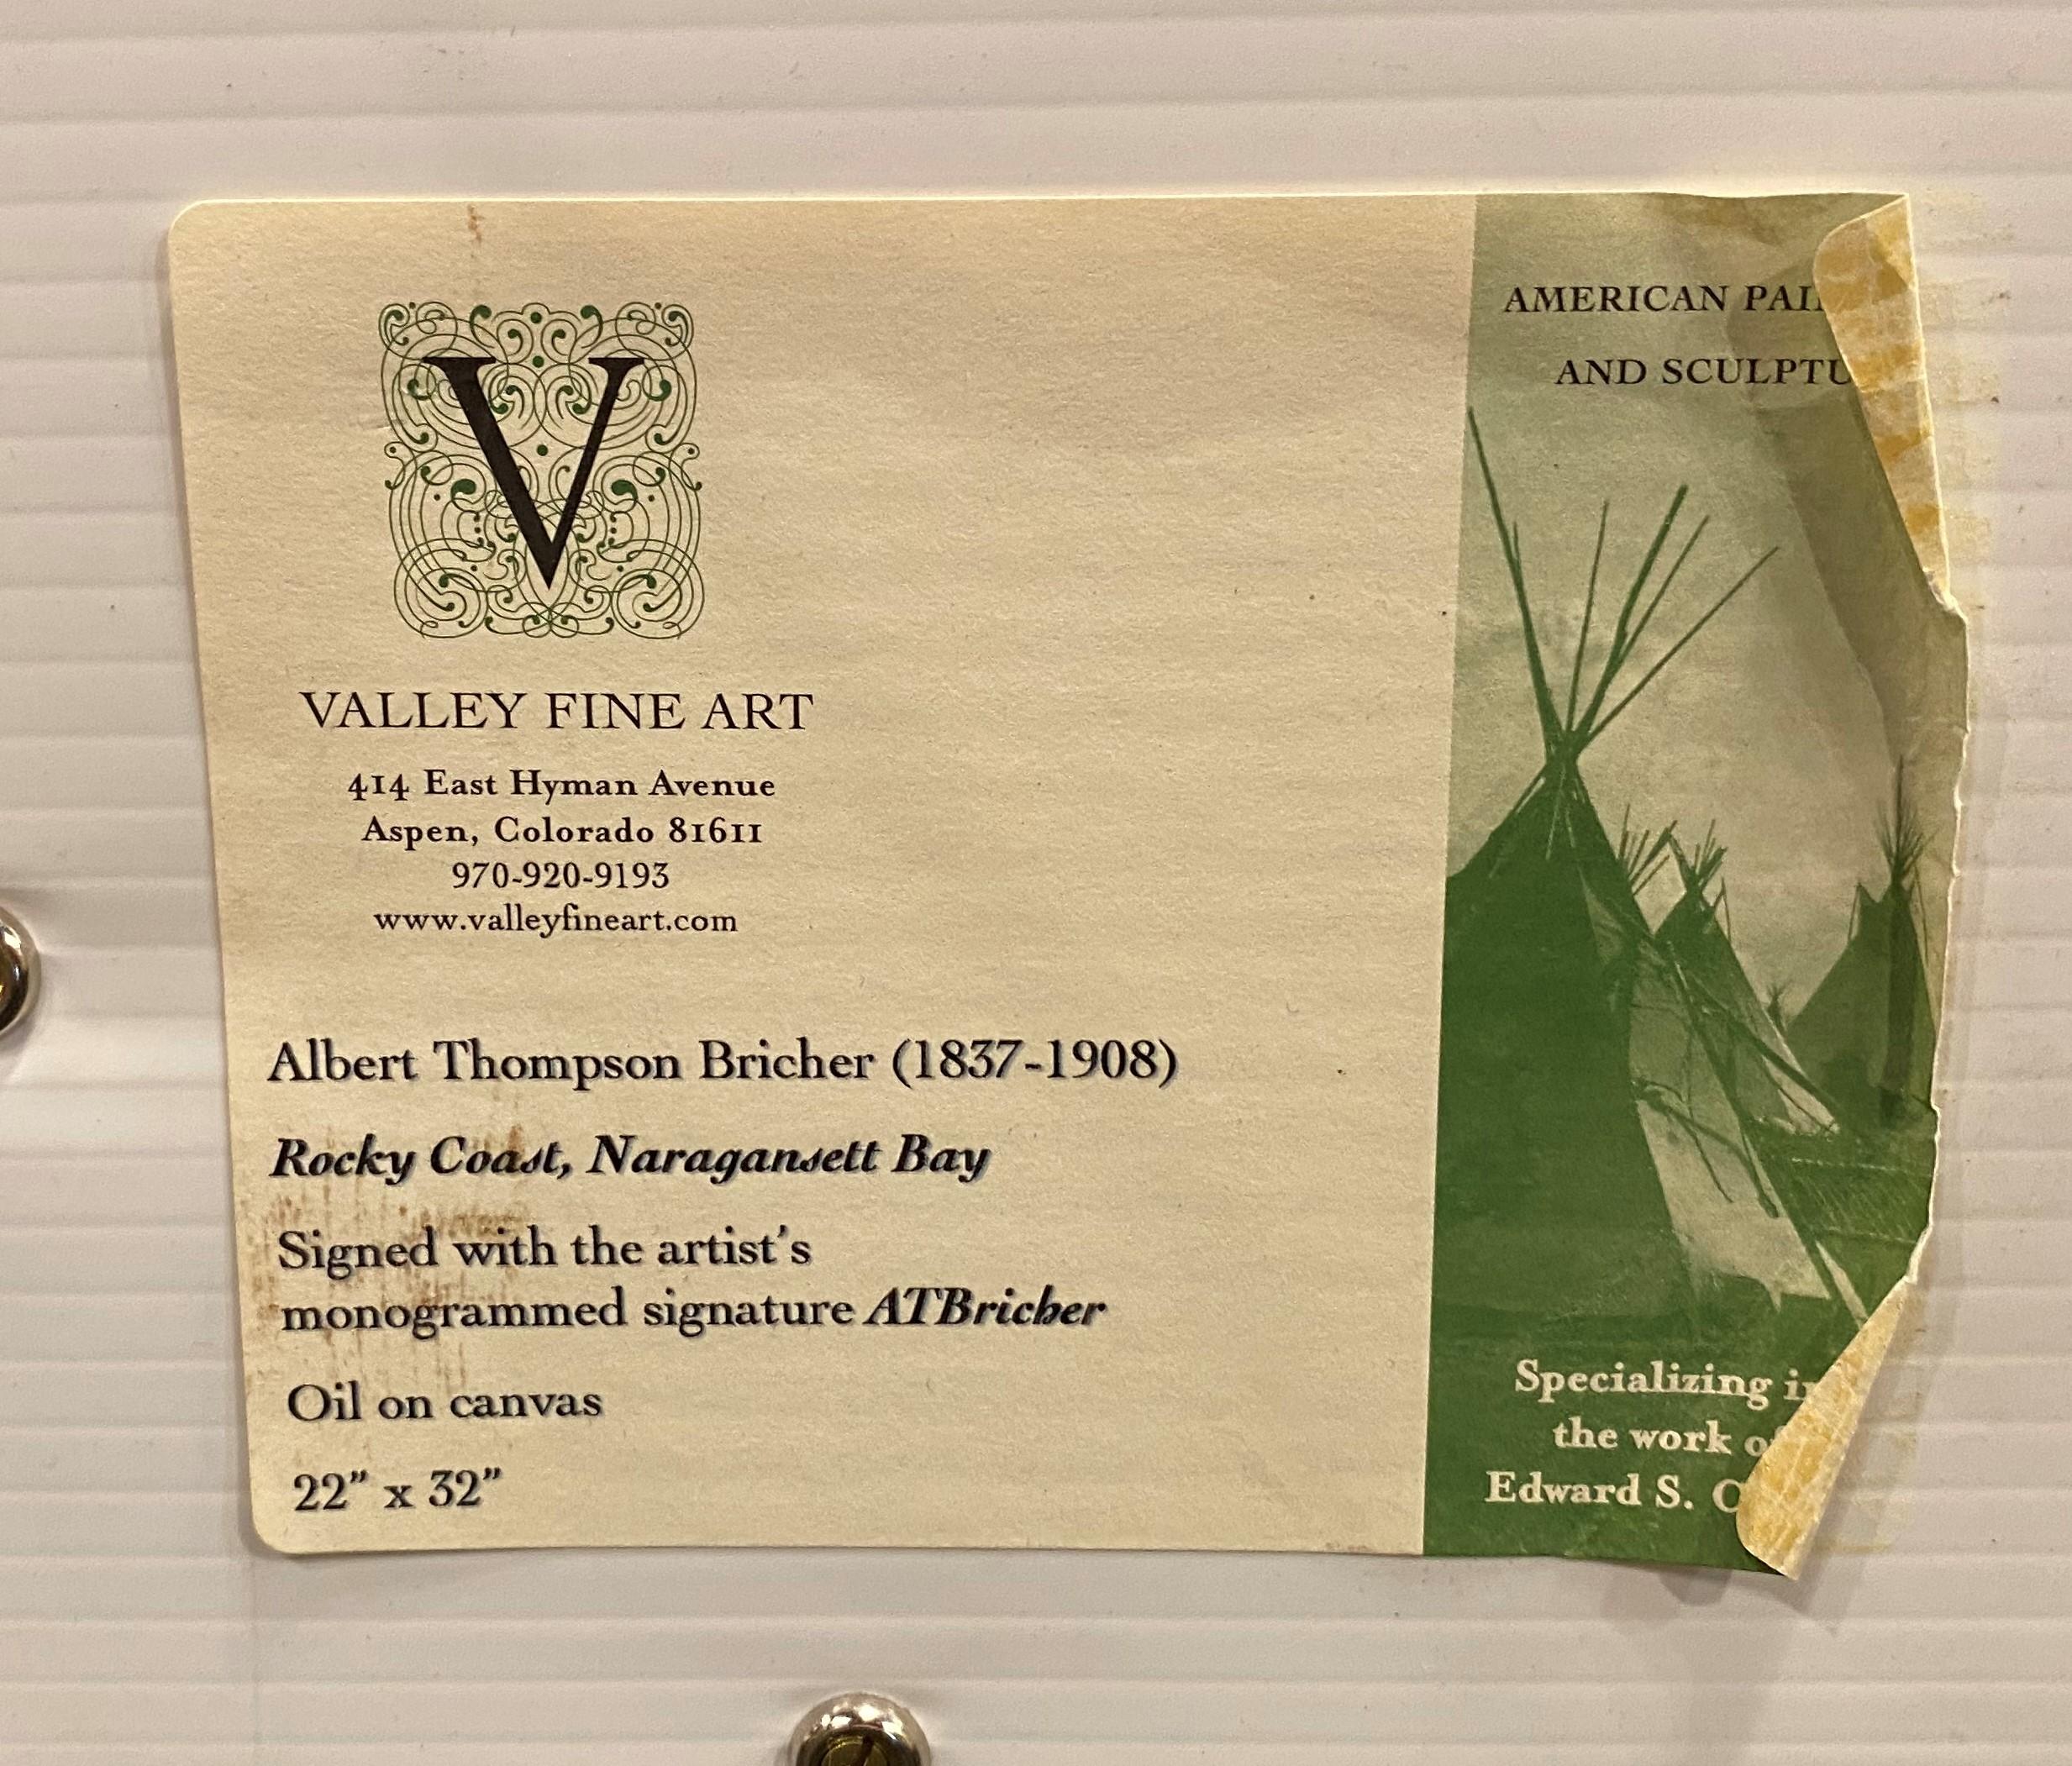 V
VALLEY FINE ART
414 East Hyman Avenue
Aspen, Colorado 81611
970-920-9193
www.valleyfineart.com
Albert Thompson Bricher (1837-1908)
Rocky Coast, Naragansett Bay
Signed with the artist's
monogrammed signature ATBricher
Oil on canvas
22" x 32"
AMERICAN
AND
Specializing
the work
Edward S.